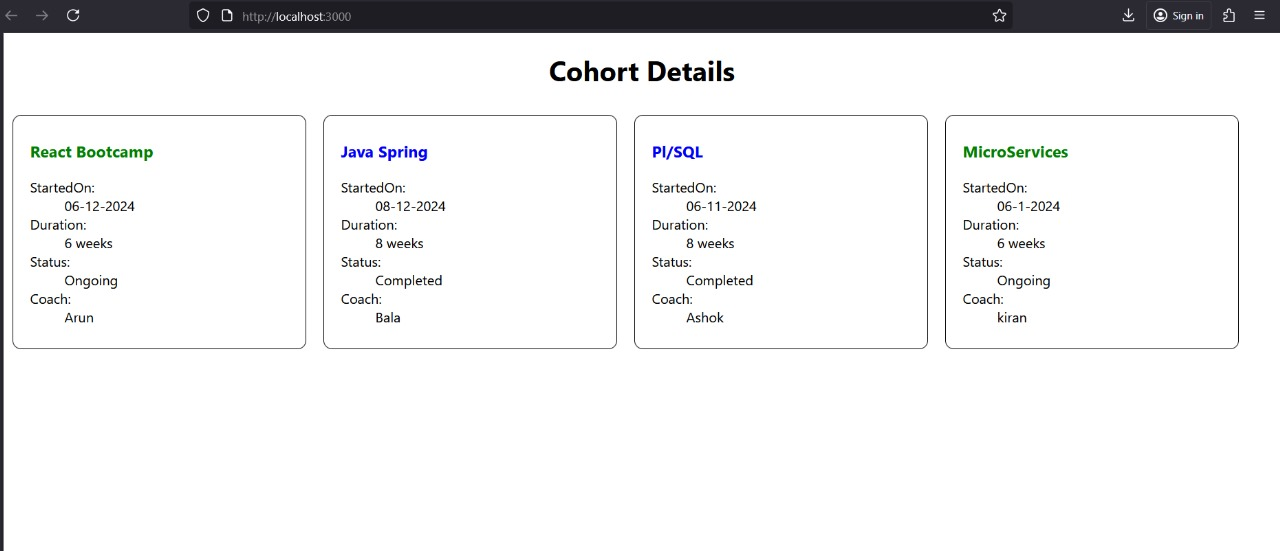 http://localhost:3000
Sign in
Cohort Details
React Bootcamp
StartedOn:
06-12-2024
Duration:
6 weeks
Status:
Ongoing
Coach:
Arun
Java Spring
StartedOn:
08-12-2024
Duration:
8 weeks
Status:
Completed
Coach:
Bala
Pl/SQL
StartedOn:
06-11-2024
Duration:
8 weeks
Status:
Completed
Coach:
Ashok
MicroServices
StartedOn:
06-1-2024
Duration:
6 weeks
Status:
Ongoing
Coach:
kiran